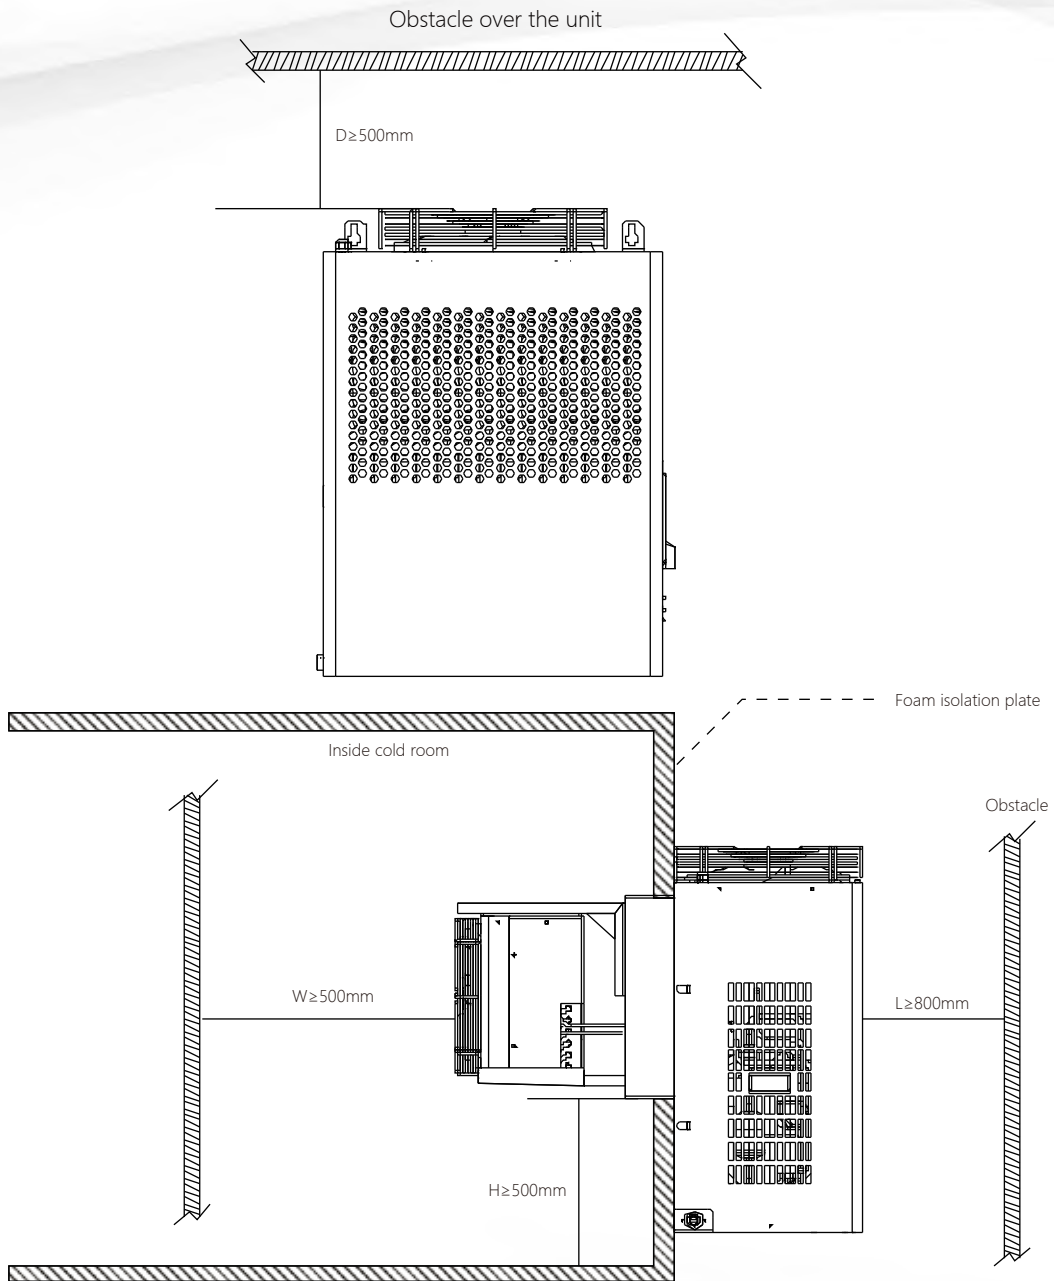 Obstacle over the unit
D≥500mm
Foam isolation plate
Inside cold room
Obstacle
W≥500mm
L≥800mm
H≥500mm